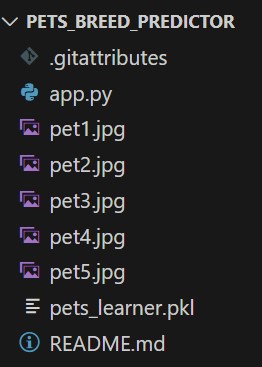 PETS_BREED_PREDICTOR
.gitattributes
app.py
pet1.jpg
pet2.jpg
pet3.jpg
pet4.jpg
pet5.jpg
pets_learner.pkl
README.md